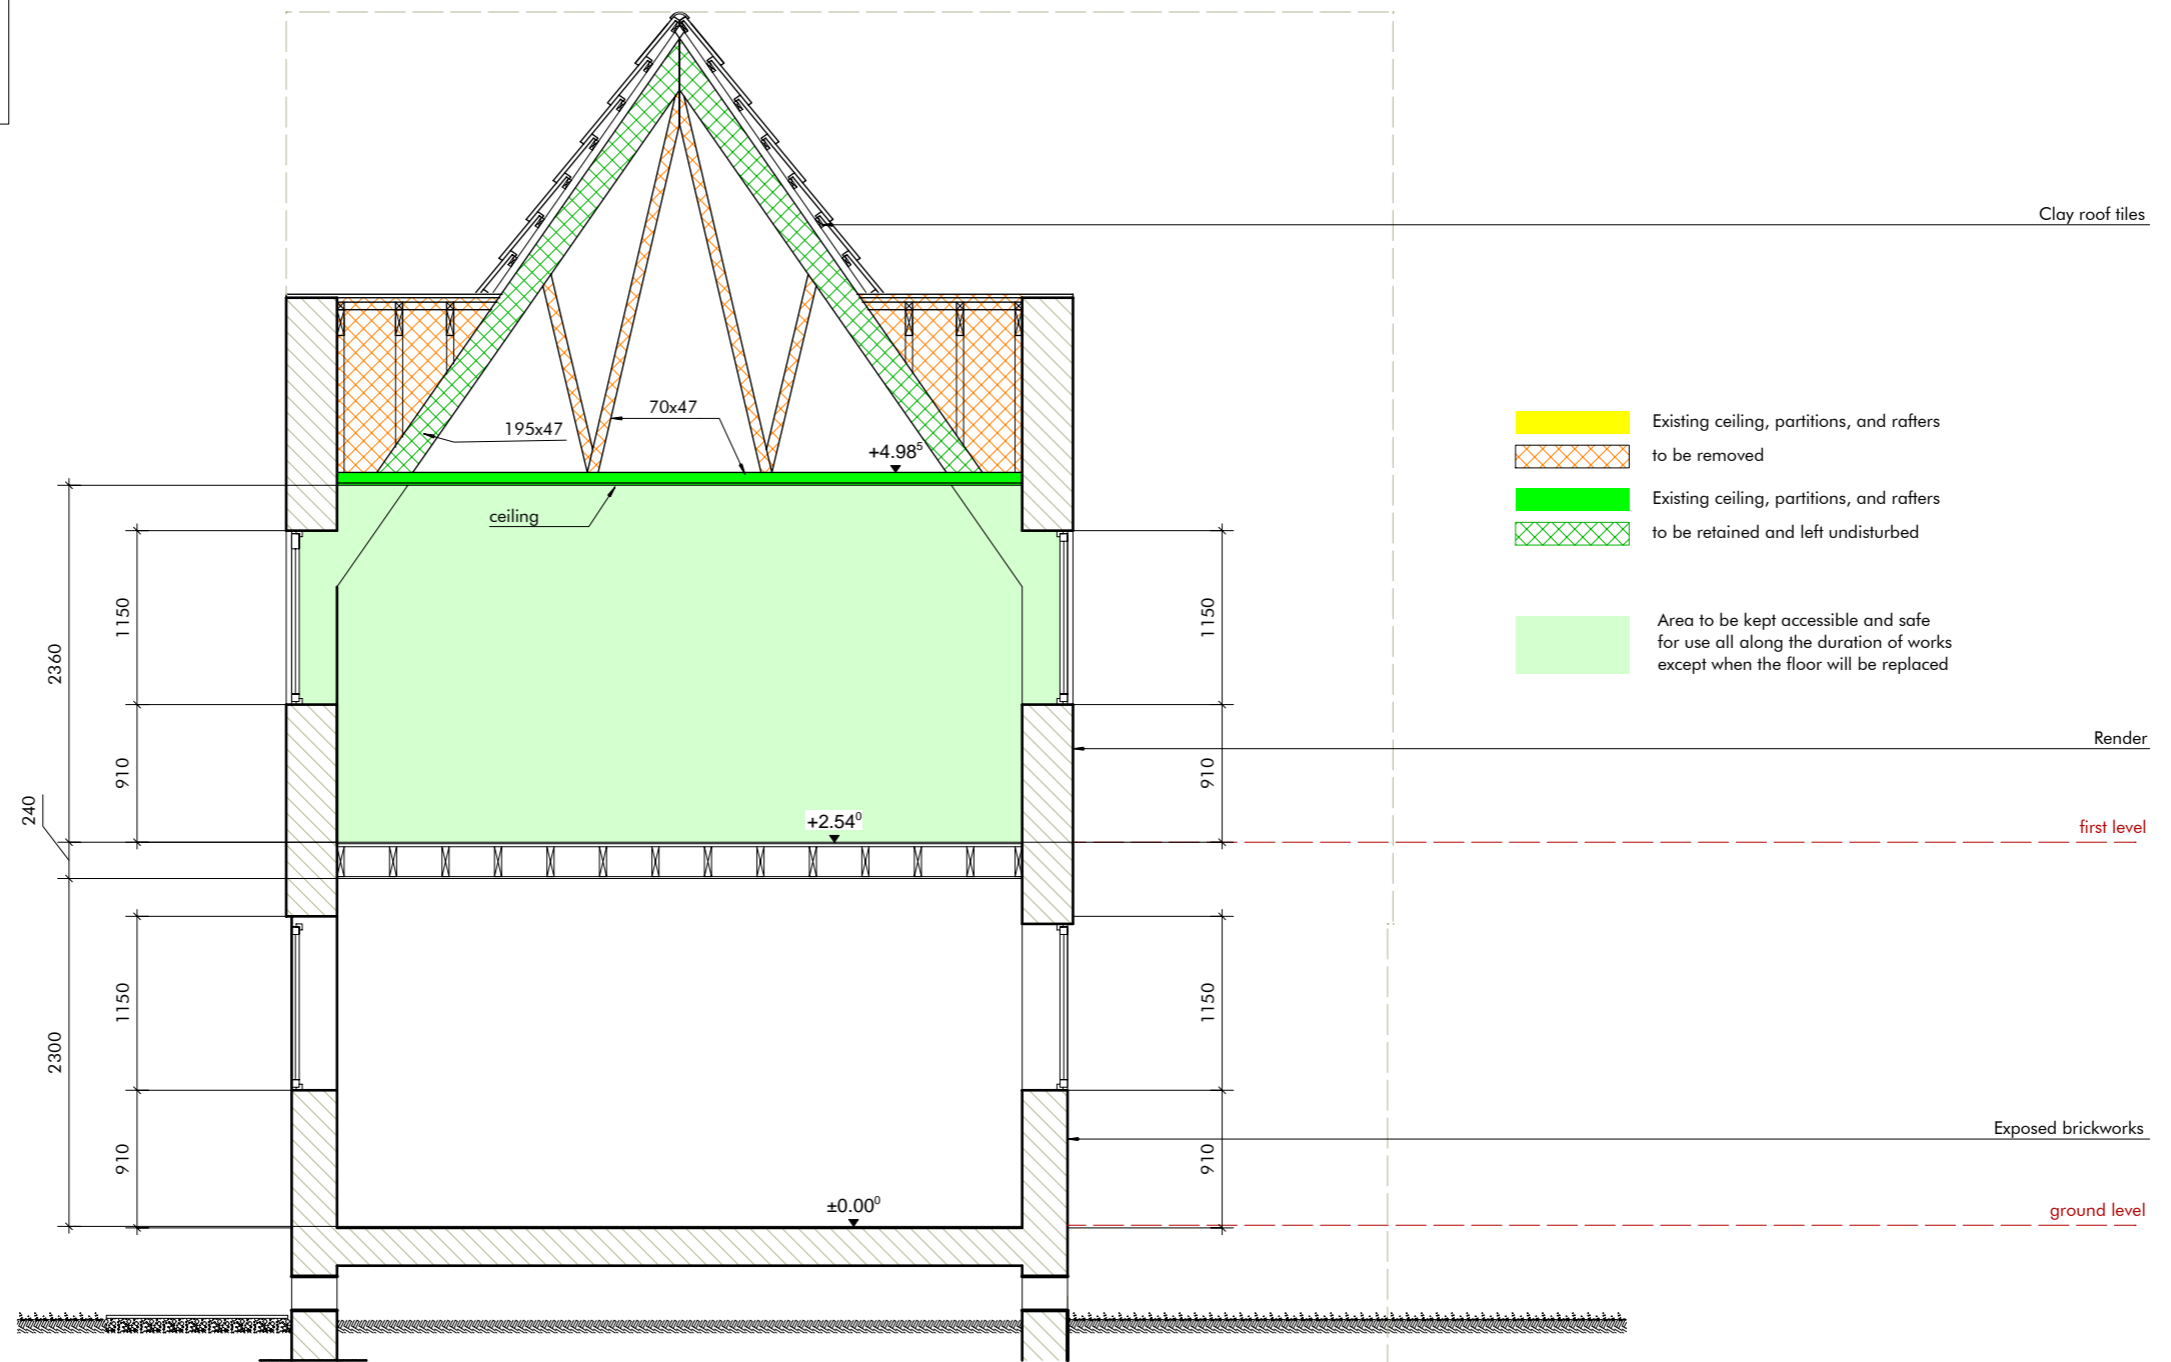 Clay roof tiles
70x47
195x47
+4.98⁵
ceiling
Existing ceiling, partitions, and rafters
to be removed
Existing ceiling, partitions, and rafters
to be retained and left undisturbed
Area to be kept accessible and safe
for use all along the duration of works
except when the floor will be replaced
1150
1150
2360
910
910
Render
240
+2.54⁰
first level
1150
1150
2300
910
910
Exposed brickworks
±0.00⁰
ground level